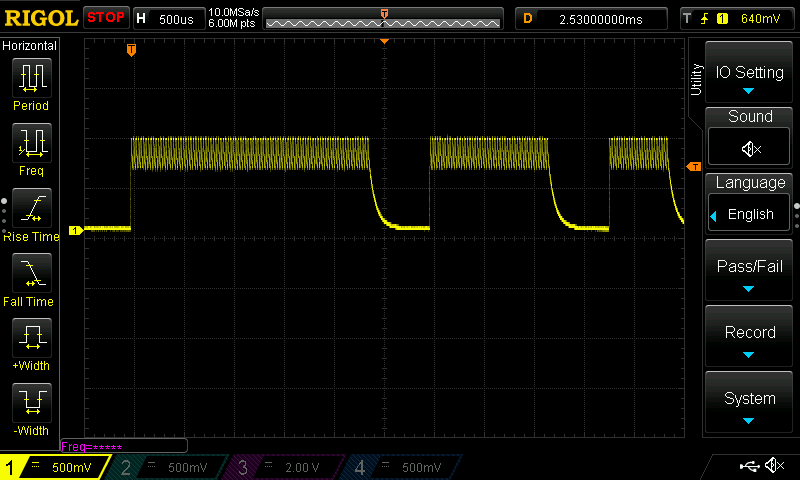 RIGOL STOP H 500us 10.0MSa/s 6.00M pts T D 2.53000000ms T 1 640mV
Horizontal
Period
Freq
Rise Time
Fall Time
+Width
-Width
T
T
1
Freq=*****
Utility
IO Setting
Sound
Language
English
Pass/Fail
Record
System
1 500mV 2 500mV 3 2.00 V 4 500mV